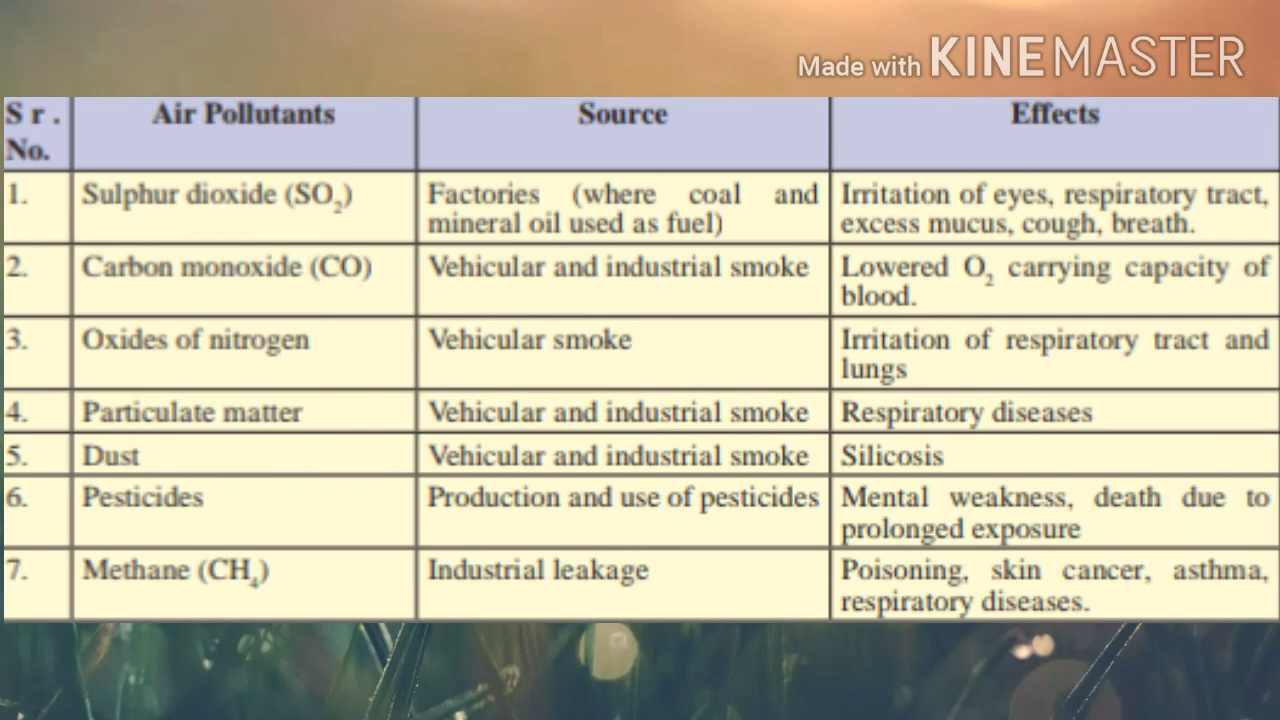 Made with KINEMASTER
Sr. No. Air Pollutants Source Effects
1. Sulphur dioxide (SO₂) Factories (where coal and mineral oil used as fuel) Irritation of eyes, respiratory tract, excess mucus, cough, breath.
2. Carbon monoxide (CO) Vehicular and industrial smoke Lowered O₂ carrying capacity of blood.
3. Oxides of nitrogen Vehicular smoke Irritation of respiratory tract and lungs
4. Particulate matter Vehicular and industrial smoke Respiratory diseases
5. Dust Vehicular and industrial smoke Silicosis
6. Pesticides Production and use of pesticides Mental weakness, death due to prolonged exposure
7. Methane (CH₄) Industrial leakage Poisoning, skin cancer, asthma, respiratory diseases.